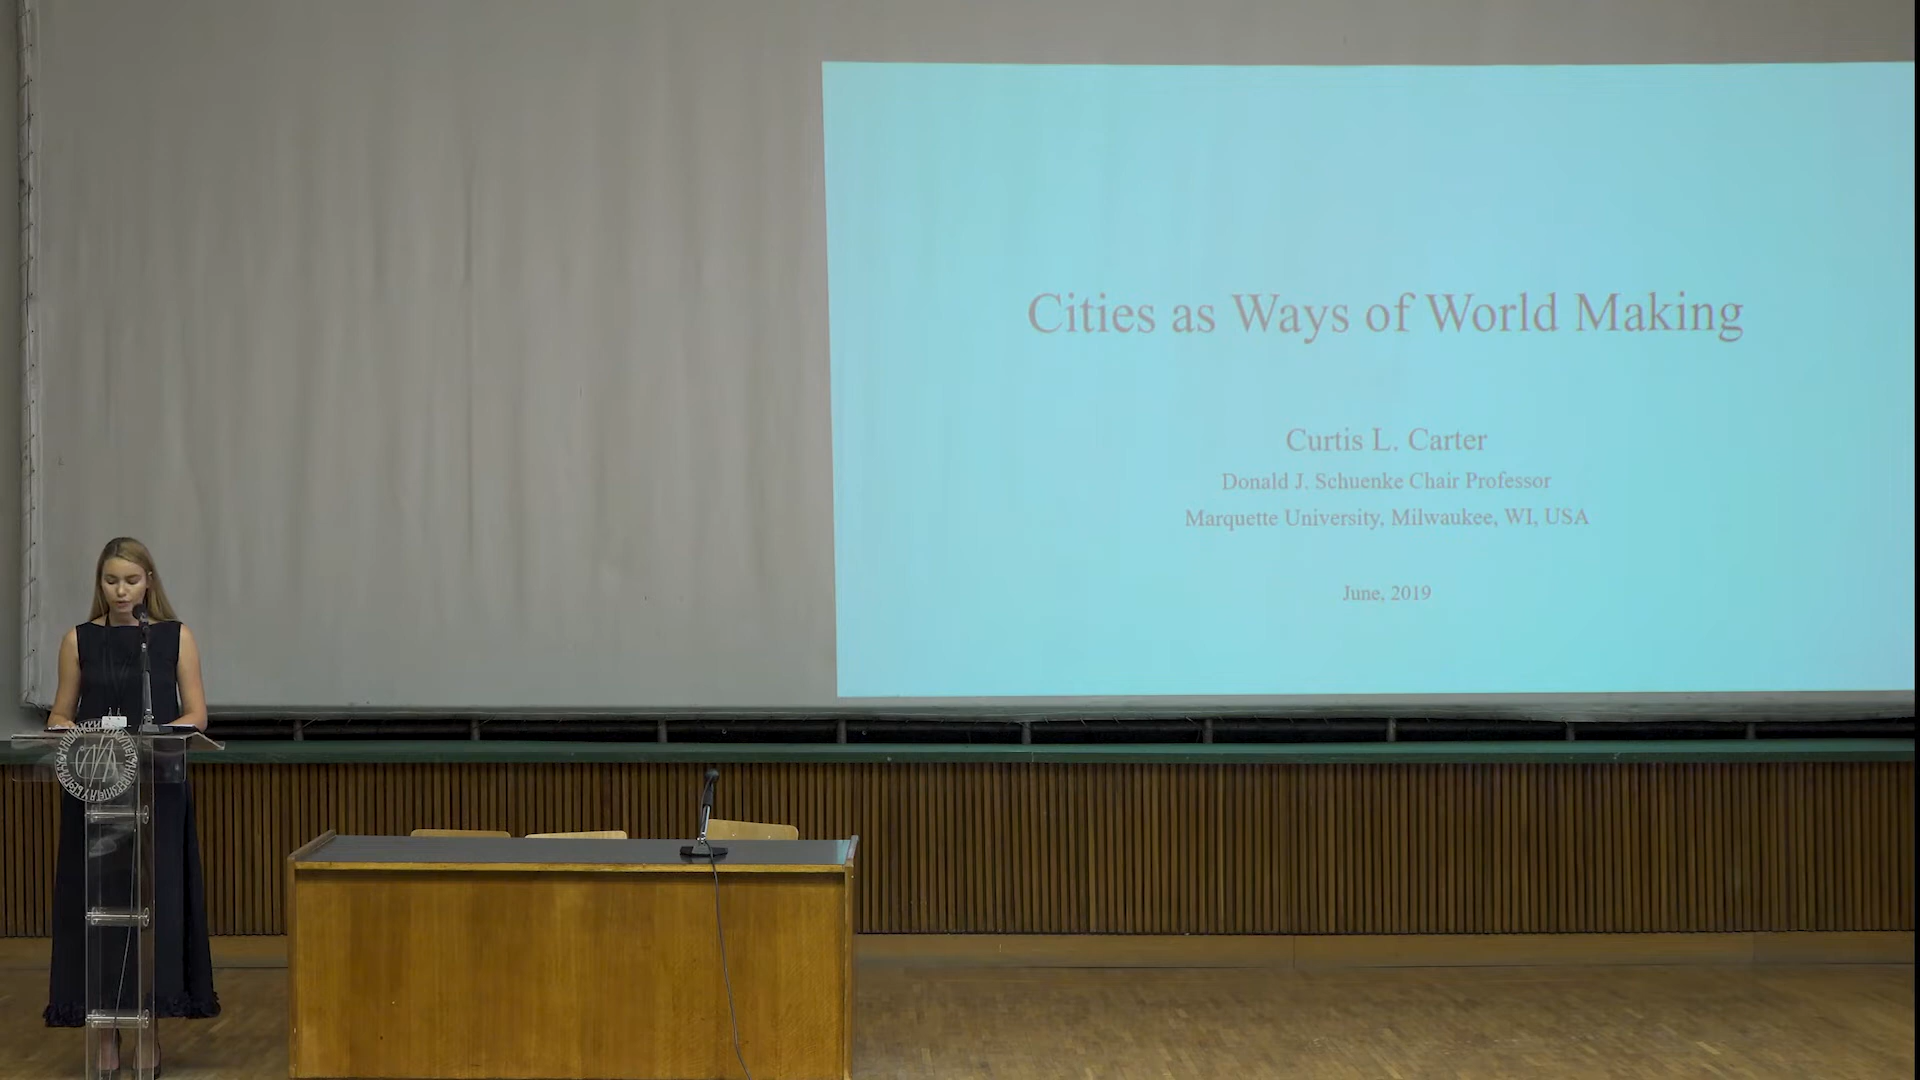 Cities as Ways of World Making
Curtis L. Carter
Donald J. Schuenke Chair Professor
Marquette University, Milwaukee, WI, USA
June, 2019